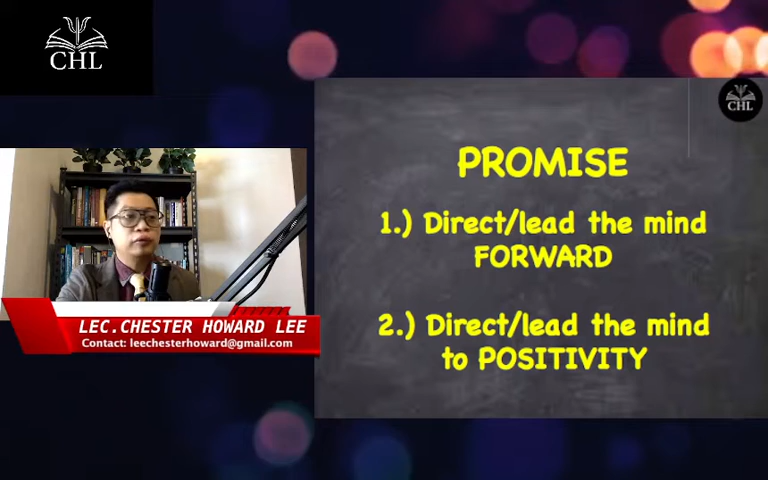 CHL
CHL
PROMISE
1.) Direct/lead the mind
FORWARD
2.) Direct/lead the mind
to POSITIVITY
LEC.CHESTER HOWARD LEE
Contact: leechesterhoward@gmail.com